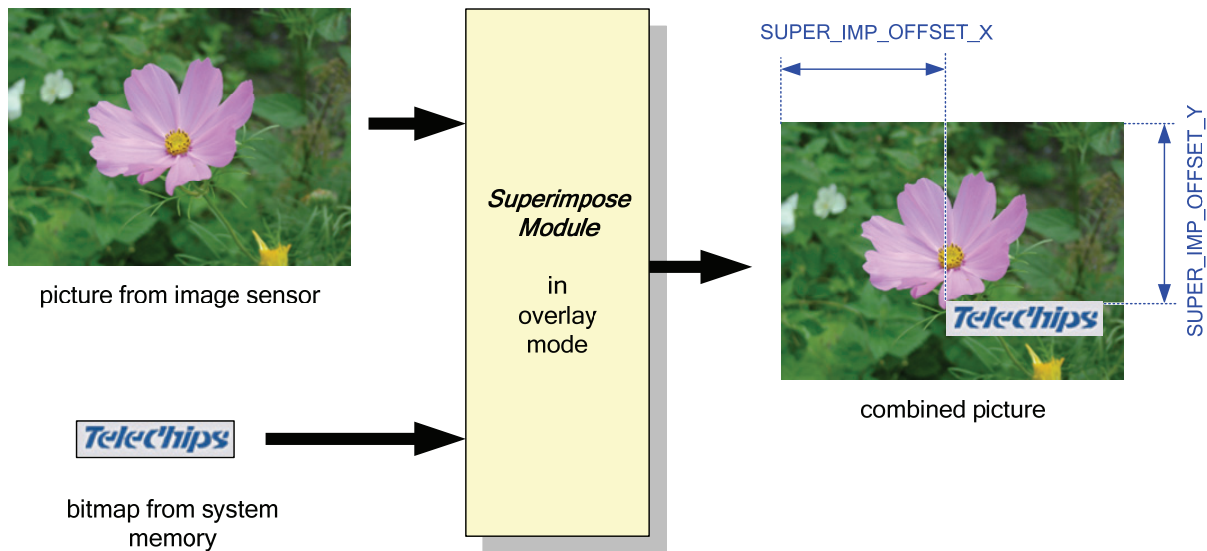 SUPER_IMP_OFFSET_X
SUPER_IMP_OFFSET_Y
picture from image sensor
Superimpose
Module
in
overlay
mode
Telechips
combined picture
Telechips
bitmap from system
memory